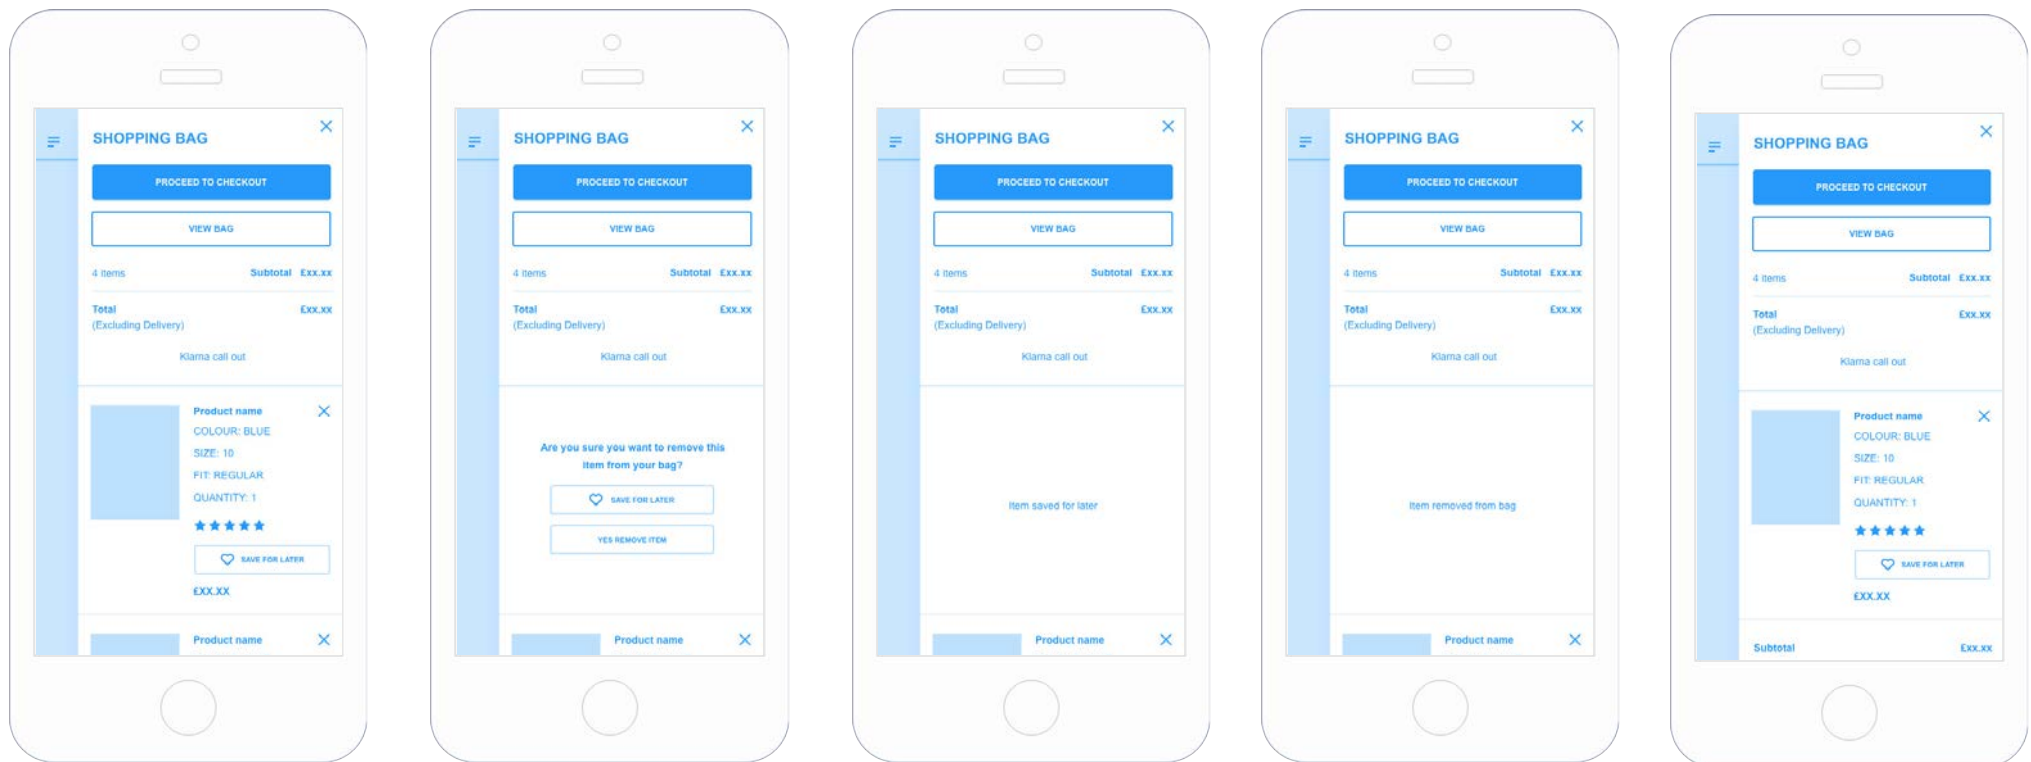 SHOPPING BAG
PROCEED TO CHECKOUT
VIEW BAG
4 Items Subtotal £xx.xx
Total £xx.xx
(Excluding Delivery)
Klarna call out
Product name
COLOUR: BLUE
SIZE: 10
FIT: REGULAR
QUANTITY: 1
SAVE FOR LATER
£XX.XX
Product name
SHOPPING BAG
PROCEED TO CHECKOUT
VIEW BAG
4 Items Subtotal £xx.xx
Total £xx.xx
(Excluding Delivery)
Klarna call out
Are you sure you want to remove this
item from your bag?
SAVE FOR LATER
YES REMOVE ITEM
Product name
SHOPPING BAG
PROCEED TO CHECKOUT
VIEW BAG
4 Items Subtotal £xx.xx
Total £xx.xx
(Excluding Delivery)
Klarna call out
Item saved for later
Product name
SHOPPING BAG
PROCEED TO CHECKOUT
VIEW BAG
4 Items Subtotal £xx.xx
Total £xx.xx
(Excluding Delivery)
Klarna call out
Item removed from bag
Product name
SHOPPING BAG
PROCEED TO CHECKOUT
VIEW BAG
4 Items Subtotal £xx.xx
Total £xx.xx
(Excluding Delivery)
Klarna call out
Product name
COLOUR: BLUE
SIZE: 10
FIT: REGULAR
QUANTITY: 1
SAVE FOR LATER
£XX.XX
Subtotal £xx.xx